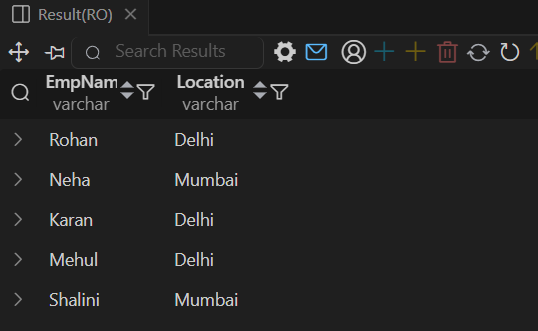 Result(RO)
Search Results
EmpNam Location
varchar varchar
Rohan Delhi
Neha Mumbai
Karan Delhi
Mehul Delhi
Shalini Mumbai